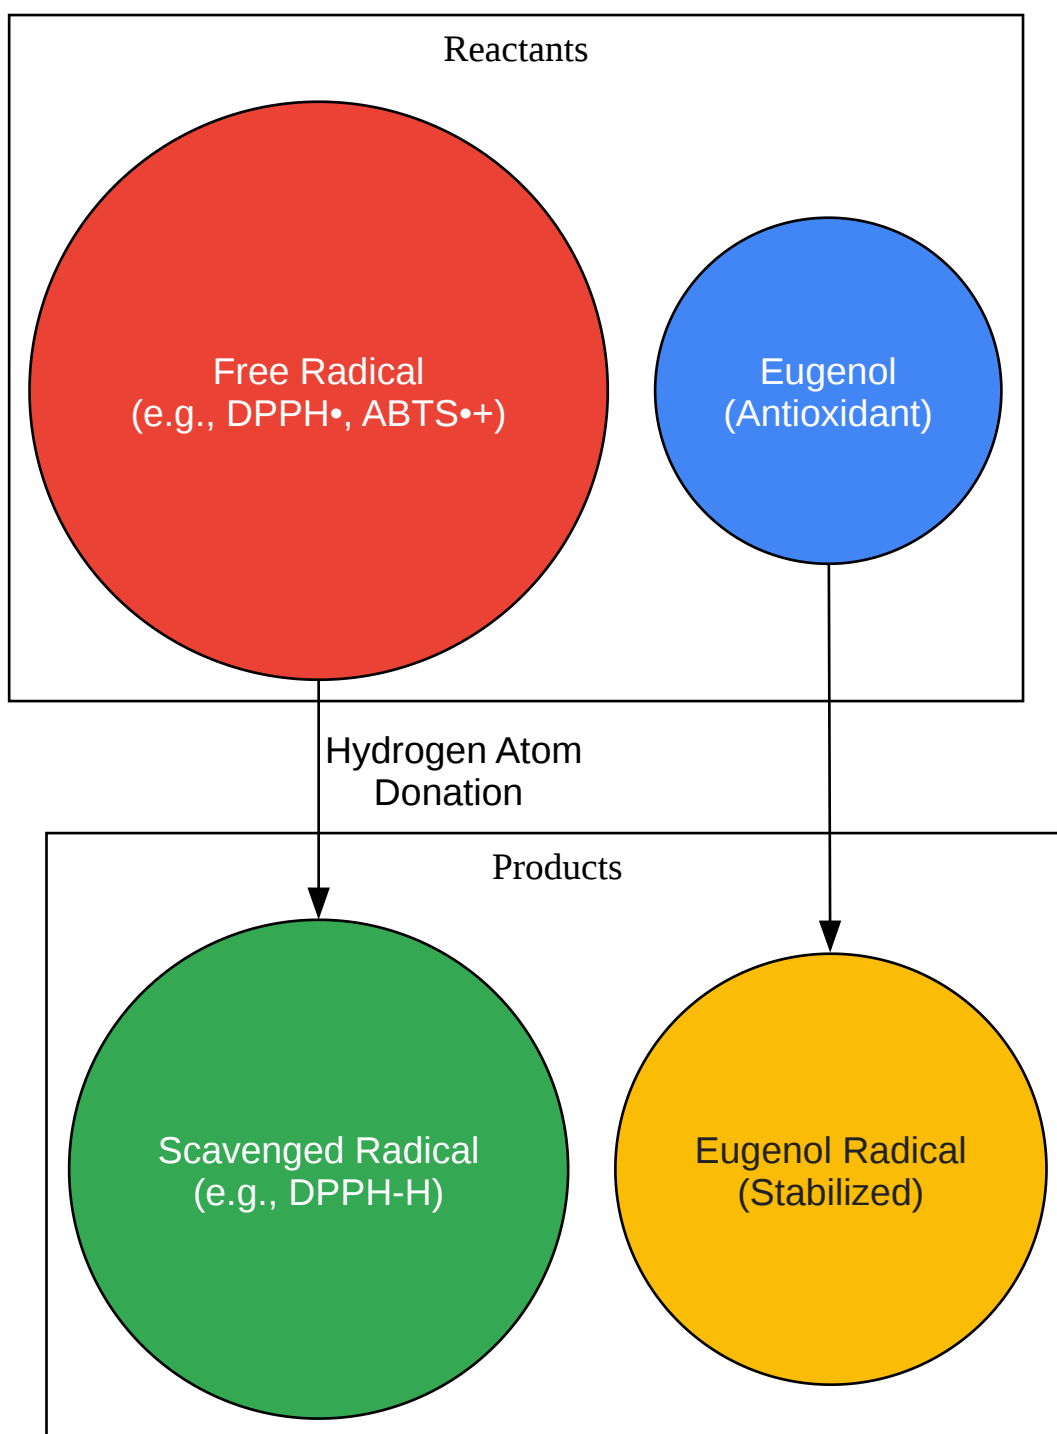 Reactants
Free Radical
(e.g., DPPH•, ABTS•+)
Eugenol
(Antioxidant)
Hydrogen Atom
Donation
Products
Scavenged Radical
(e.g., DPPH-H)
Eugenol Radical
(Stabilized)